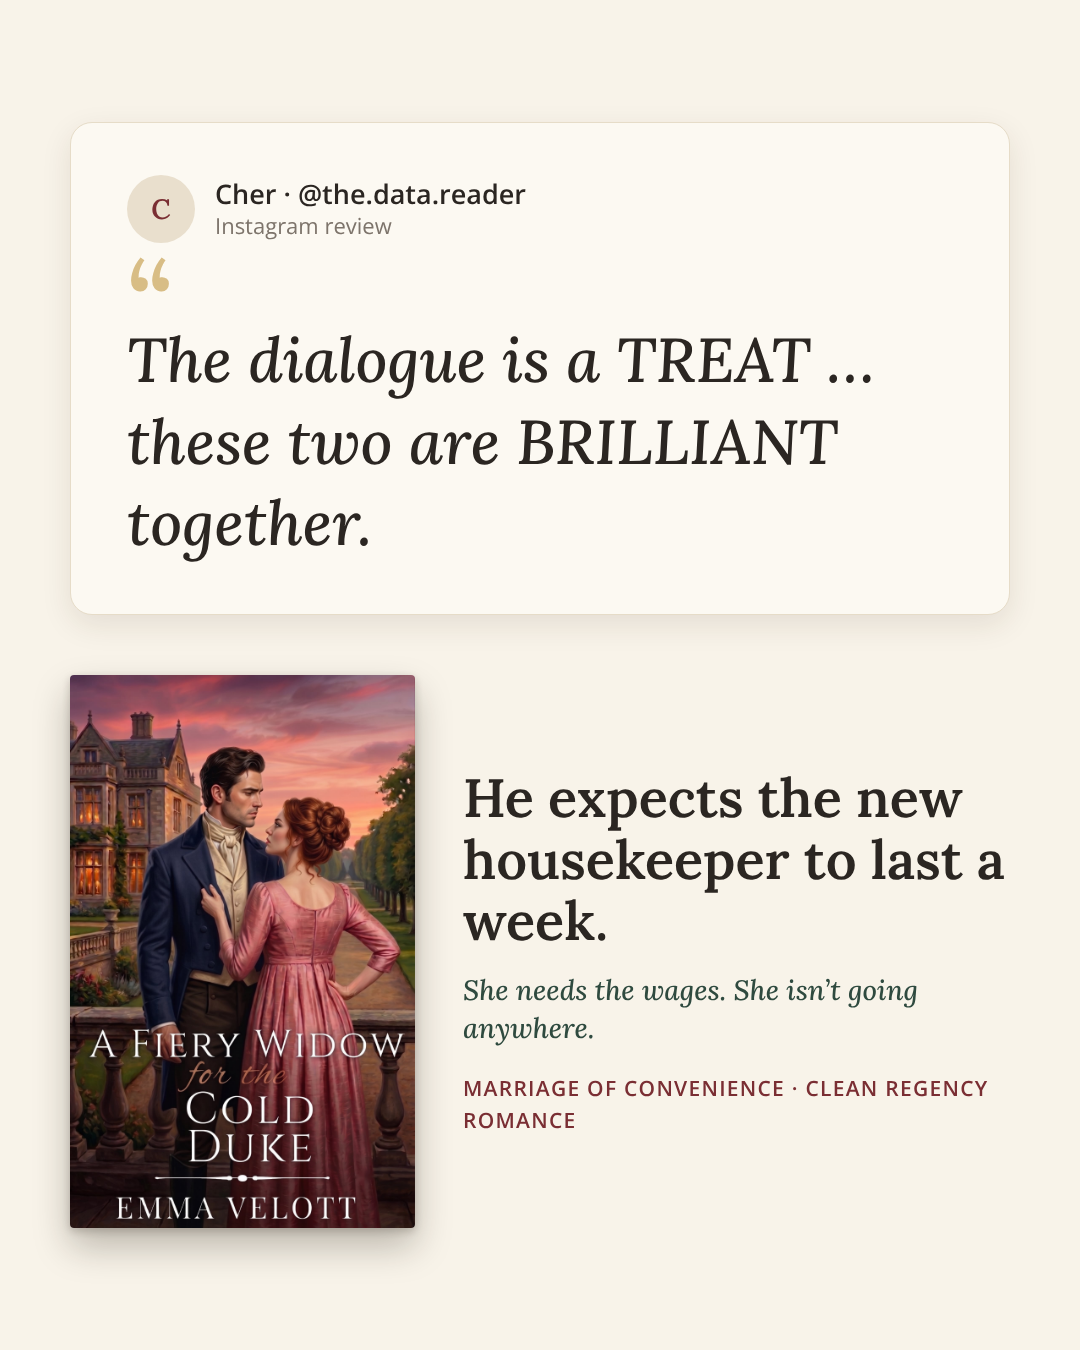 C
Cher · @the.data.reader
Instagram review
“
The dialogue is a TREAT …
these two are BRILLIANT
together.
A Fiery Widow
for the
Cold
Duke
Emma Velott
He expects the new
housekeeper to last a
week.
She needs the wages. She isn’t going
anywhere.
MARRIAGE OF CONVENIENCE · CLEAN REGENCY
ROMANCE